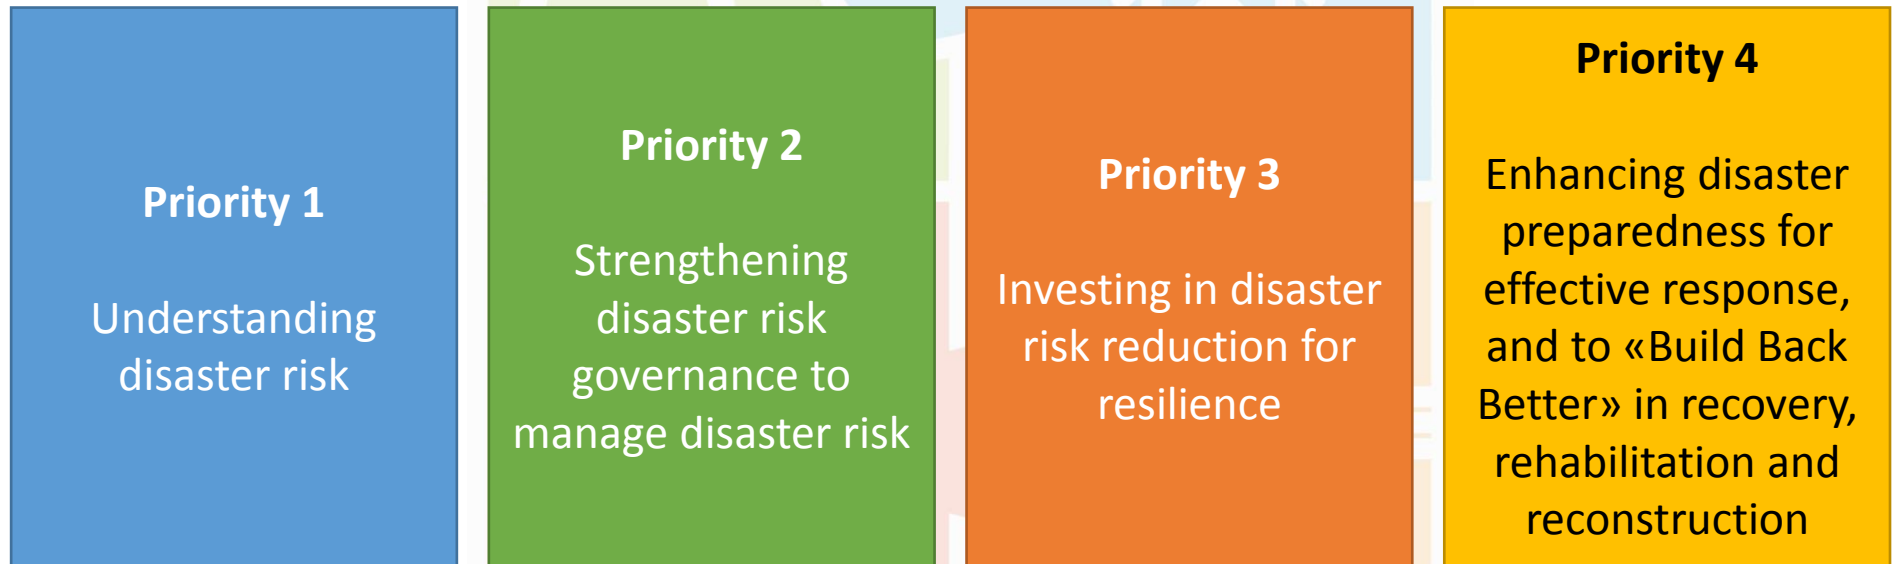 Priority 1
Understanding
disaster risk
Priority 2
Strengthening
disaster risk
governance to
manage disaster risk
Priority 3
Investing in disaster
risk reduction for
resilience
Priority 4
Enhancing disaster
preparedness for
effective response,
and to «Build Back
Better» in recovery,
rehabilitation and
reconstruction